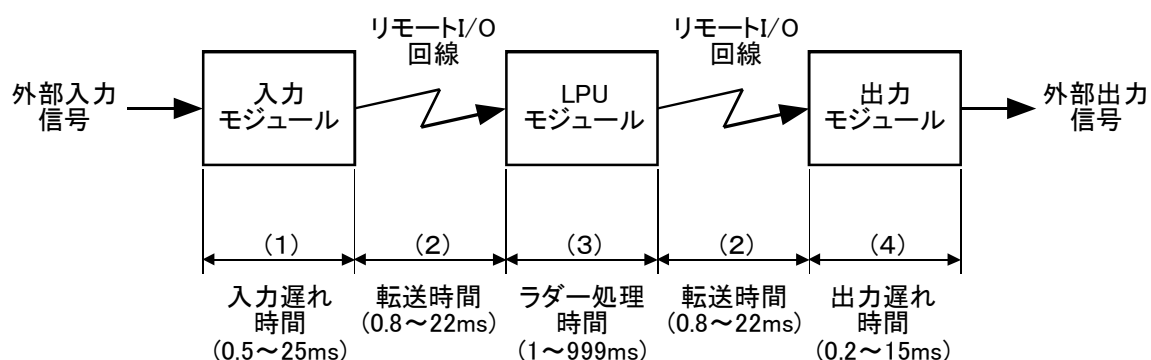 リモートI/O
回線
リモートI/O
回線
外部入力
信号
入力
モジュール
LPU
モジュール
出力
モジュール
外部出力
信号
(1)
(2)
(3)
(2)
(4)
入力遅れ
時間
(0.5～25ms)
転送時間
(0.8～22ms)
ラダー処理
時間
(1～999ms)
転送時間
(0.8～22ms)
出力遅れ
時間
(0.2～15ms)